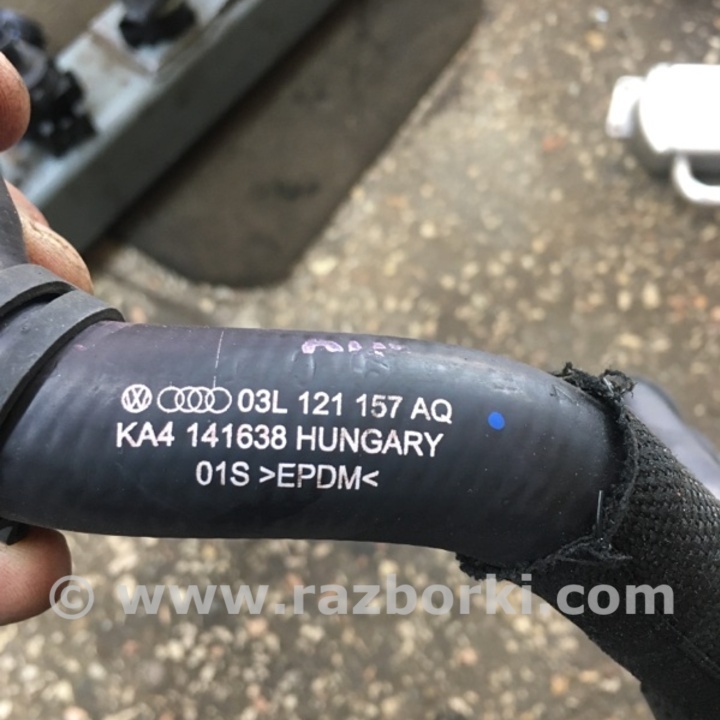 03L 121 157 AQ
KA4 141638 HUNGARY
01S >EPDM<
© www.razborki.com